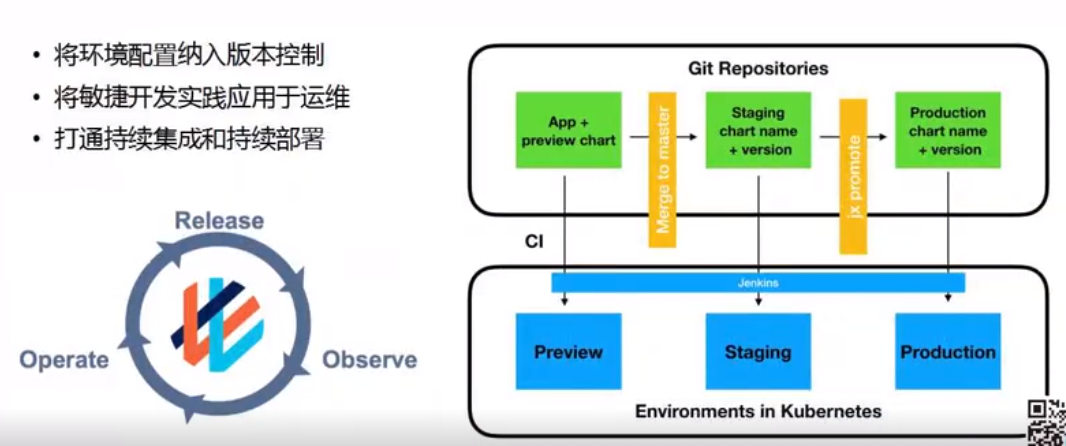 • 将环境配置纳入版本控制
• 将敏捷开发实践应用于运维
• 打通持续集成和持续部署
Release
Operate
Observe
Git Repositories
App +
preview chart
Merge to master
Staging
chart name
+ version
jx promote
Production
chart name
+ version
CI
Jenkins
Preview
Staging
Production
Environments in Kubernetes